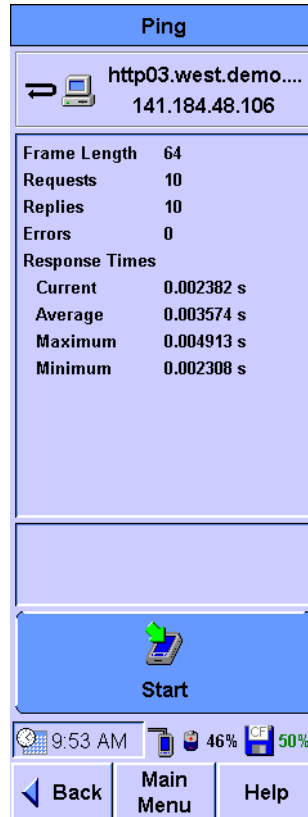 Ping
http03.west.demo....
141.184.48.106
Frame Length 64
Requests 10
Replies 10
Errors 0
Response Times
Current 0.002382 s
Average 0.003574 s
Maximum 0.004913 s
Minimum 0.002308 s
Start
9:53 AM 46% CF 50%
Back Main Menu Help